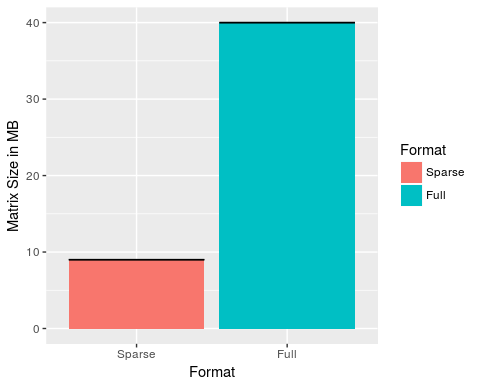 Matrix Size in MB
40
30
20
10
0
Sparse
Full
Format
Format
Sparse
Full